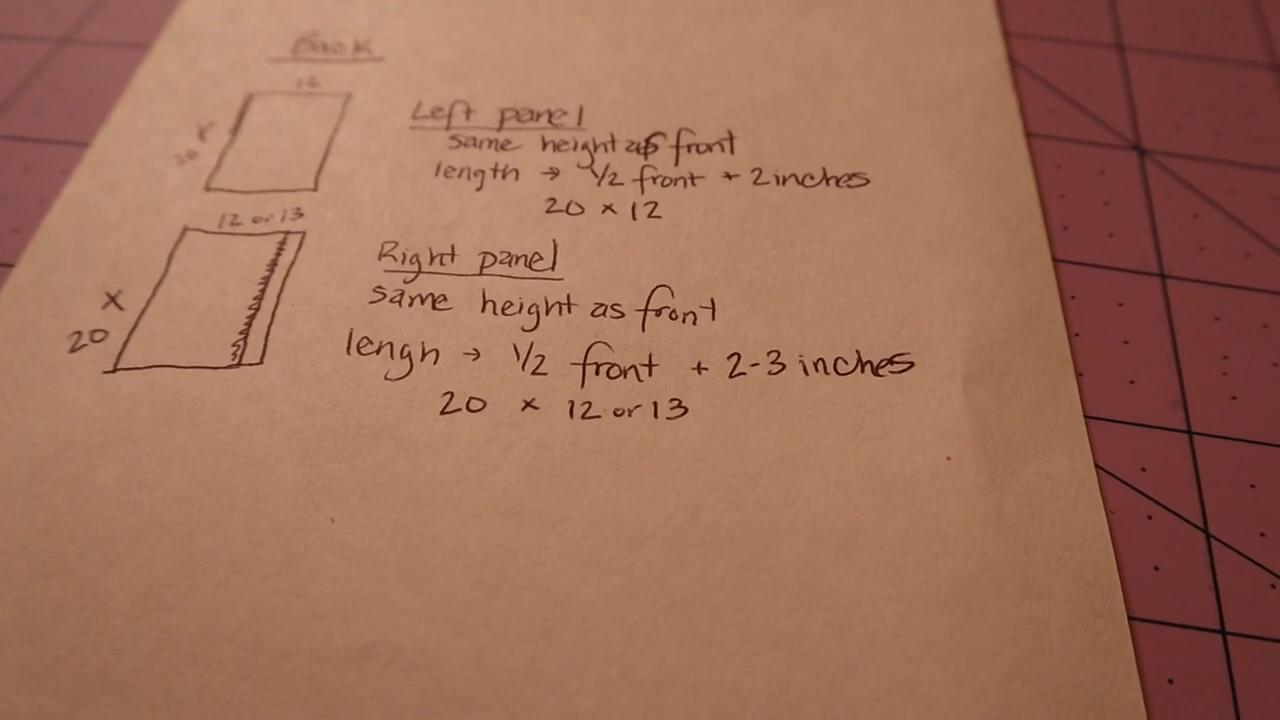 Back
12
Left panel
same height as front
x
20
length → 1/2 front + 2 inches
20 x 12
12 or 13
Right panel
same height as front
x
20
lengh → 1/2 front + 2-3 inches
20 x 12 or 13